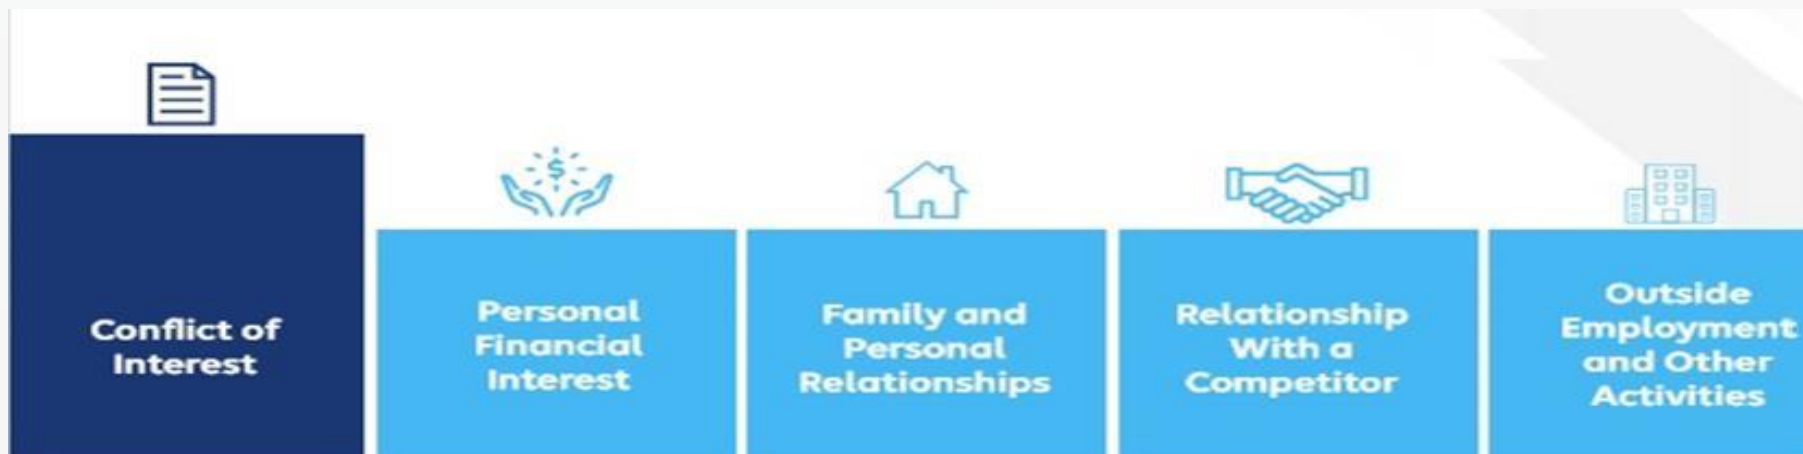 Conflict of
Interest
Personal
Financial
Interest
Family and
Personal
Relationships
Relationship
With a
Competitor
Outside
Employment
and Other
Activities